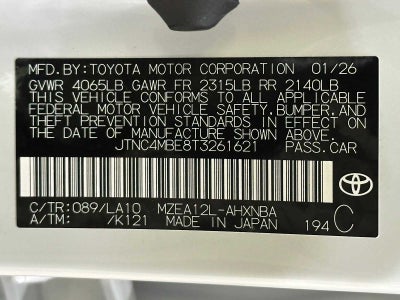 MFD.BY:TOYOTA MOTOR CORPORATION 01/26
GVWR 4065LB GAWR FR 2315LB RR 2140LB
THIS VEHICLE CONFORMS TO ALL APPLICABLE
FEDERAL MOTOR VEHICLE SAFETY, BUMPER, AND
THEFT PREVENTION STANDARDS IN EFFECT ON
THE DATE OF MANUFACTURE SHOWN ABOVE.
JTNC4MBE8T3261621 PASS.CAR
C/TR:089/LA10 MZEA12L-AHXNBA
A/TM: /K121 MADE IN JAPAN 194 C
TOYOTA